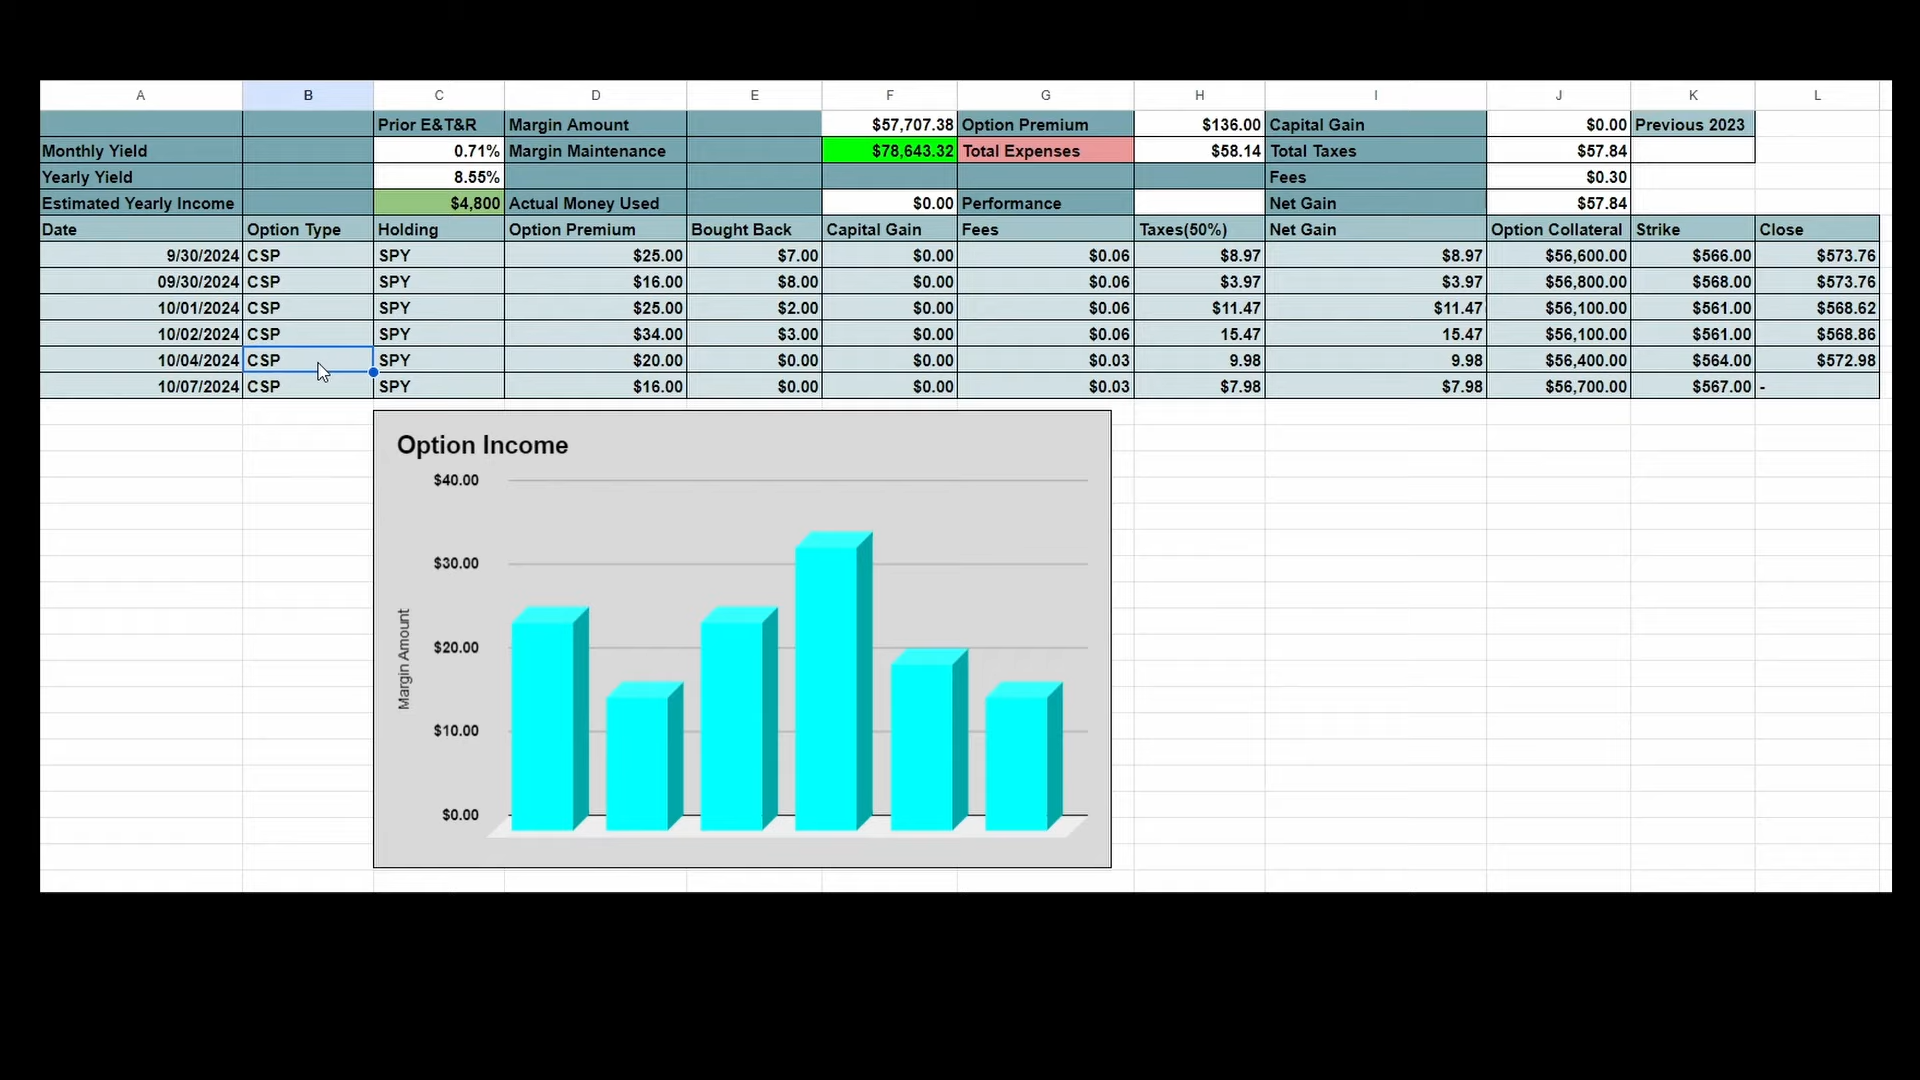 A B C D E F G H I J K L
Prior E&T&R Margin Amount $57,707.38 Option Premium $136.00 Capital Gain $0.00 Previous 2023
Monthly Yield 0.71% Margin Maintenance $78,643.32 Total Expenses $58.14 Total Taxes $57.84
Yearly Yield 8.55% Fees $0.30
Estimated Yearly Income $4,800 Actual Money Used $0.00 Performance Net Gain $57.84
Date Option Type Holding Option Premium Bought Back Capital Gain Fees Taxes(50%) Net Gain Option Collateral Strike Close
9/30/2024 CSP SPY $25.00 $7.00 $0.00 $0.06 $8.97 $8.97 $56,600.00 $566.00 $573.76
09/30/2024 CSP SPY $16.00 $8.00 $0.00 $0.06 $3.97 $3.97 $56,800.00 $568.00 $573.76
10/01/2024 CSP SPY $25.00 $2.00 $0.00 $0.06 $11.47 $11.47 $56,100.00 $561.00 $568.62
10/02/2024 CSP SPY $34.00 $3.00 $0.00 $0.06 15.47 15.47 $56,100.00 $561.00 $568.86
10/04/2024 CSP SPY $20.00 $0.00 $0.00 $0.03 9.98 9.98 $56,400.00 $564.00 $572.98
10/07/2024 CSP SPY $16.00 $0.00 $0.00 $0.03 $7.98 $7.98 $56,700.00 $567.00 -
Option Income
$40.00
$30.00
$20.00
$10.00
$0.00
Margin Amount